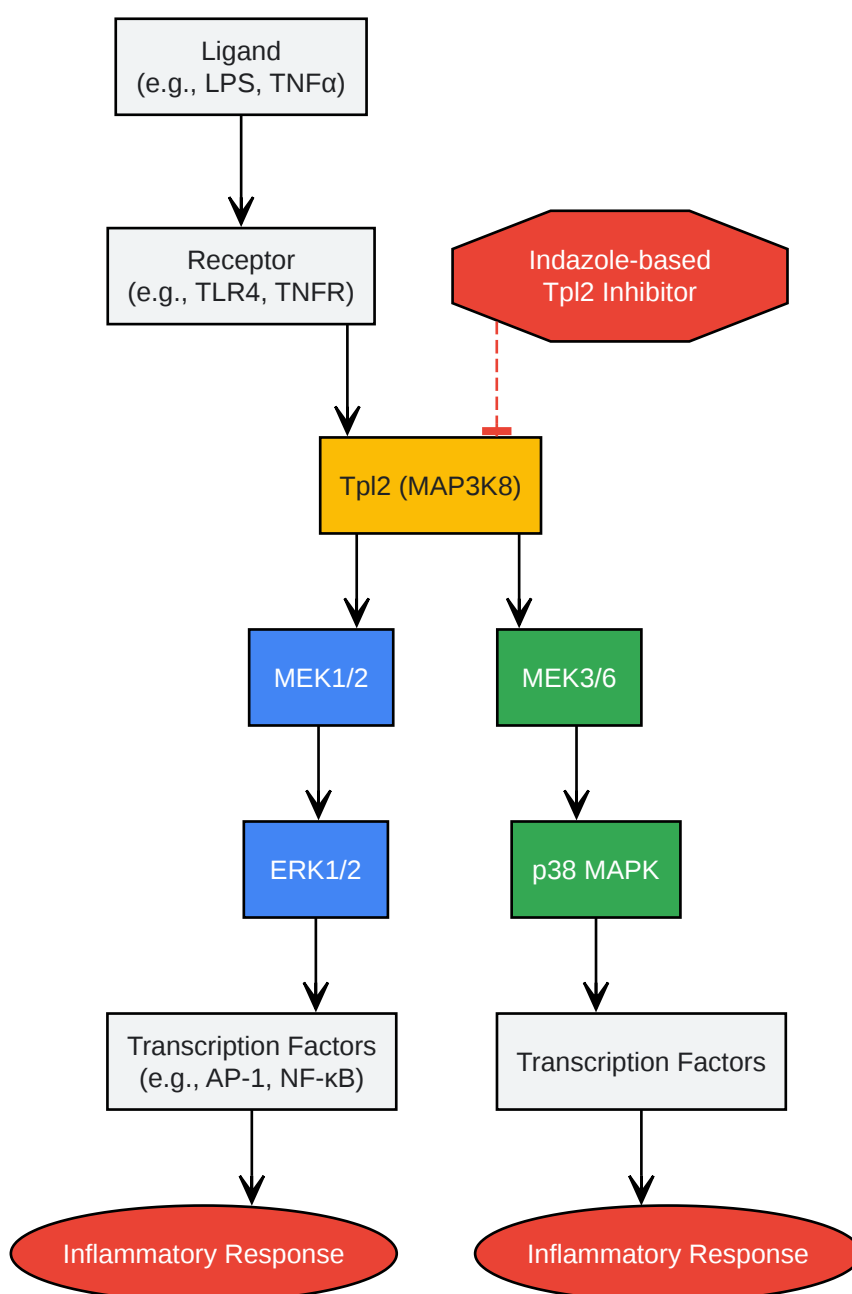 Ligand
(e.g., LPS, TNFα)
Receptor
(e.g., TLR4, TNFR)
Indazole-based
Tpl2 Inhibitor
Tpl2 (MAP3K8)
MEK1/2
MEK3/6
ERK1/2
p38 MAPK
Transcription Factors
(e.g., AP-1, NF-κB)
Transcription Factors
Inflammatory Response
Inflammatory Response